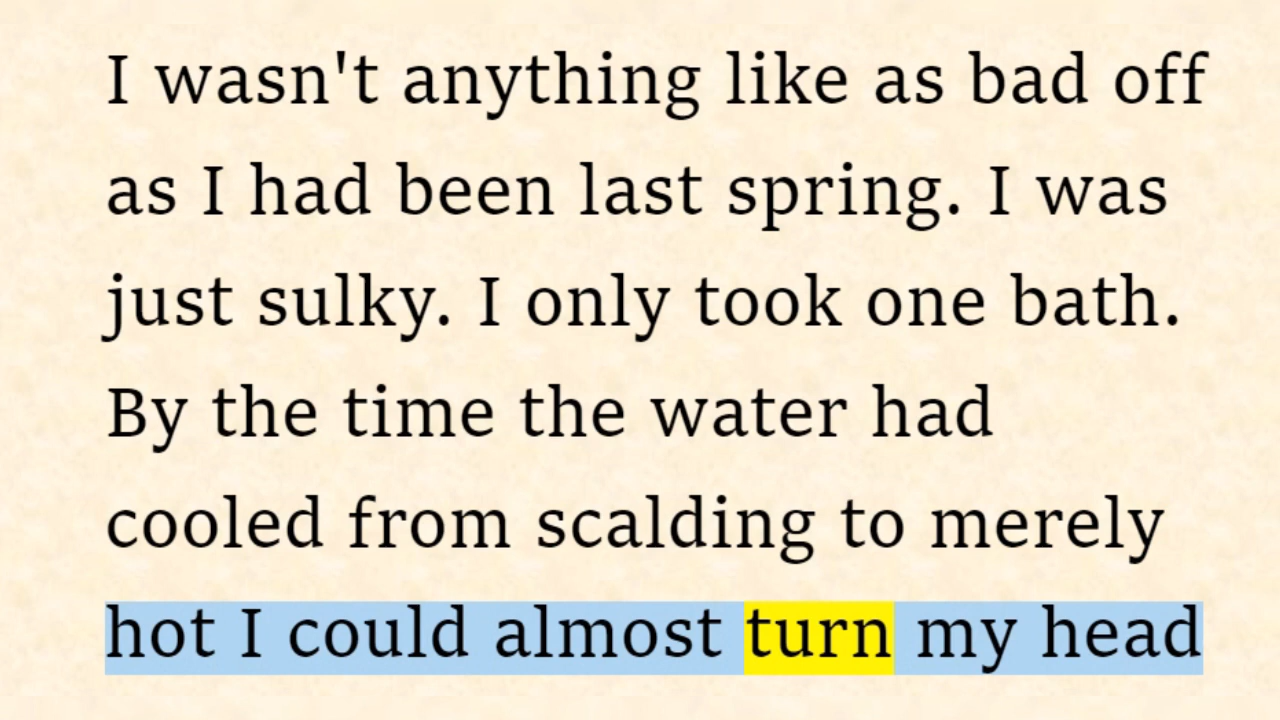 I wasn't anything like as bad off
as I had been last spring. I was
just sulky. I only took one bath.
By the time the water had
cooled from scalding to merely
hot I could almost turn my head